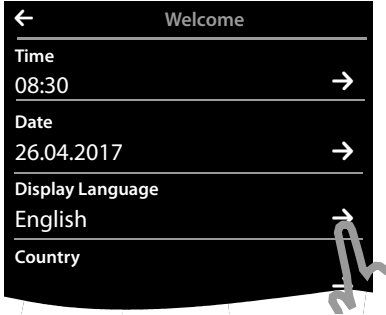 Welcome
Time
08:30
Date
26.04.2017
Display Language
English
Country